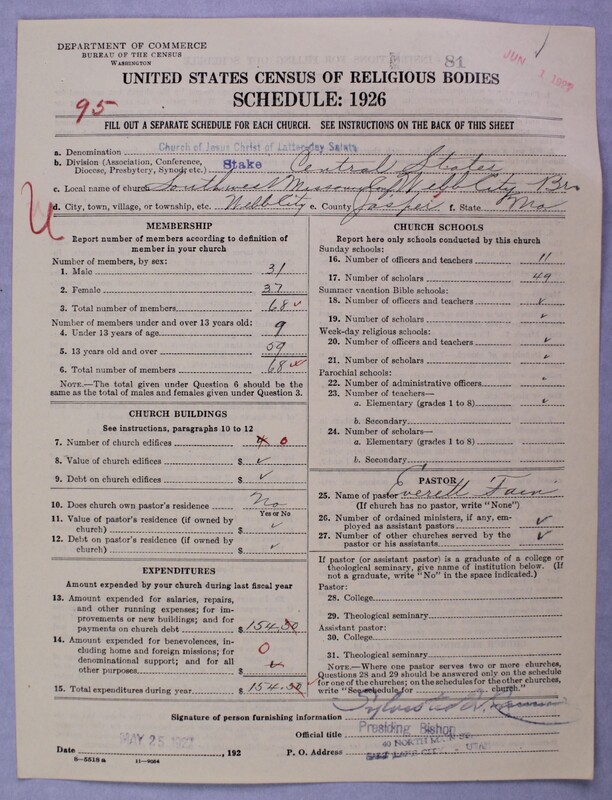 DEPARTMENT OF COMMERCE
BUREAU OF THE CENSUS
WASHINGTON
81
JUN 1 1927
UNITED STATES CENSUS OF RELIGIOUS BODIES
SCHEDULE: 1926
95
FILL OUT A SEPARATE SCHEDULE FOR EACH CHURCH. SEE INSTRUCTIONS ON THE BACK OF THIS SHEET
a. Denomination Church of Jesus Christ of Latter-day Saints
b. Division (Association, Conference, Diocese, Presbytery, Synod, etc.) Stake Central States
c. Local name of church Southwest Missouri Webb City Br
d. City, town, village, or township, etc. Webb City e. County Jasper f. State Mo
U
MEMBERSHIP
Report number of members according to definition of member in your church
Number of members, by sex:
1. Male 31
2. Female 37
3. Total number of members 68 ✓
Number of members under and over 13 years old:
4. Under 13 years of age 9
5. 13 years old and over 59
6. Total number of members 68
NOTE.—The total given under Question 6 should be the same as the total of males and females given under Question 3.
CHURCH BUILDINGS
See instructions, paragraphs 10 to 12
7. Number of church edifices 0
8. Value of church edifices $ ✓
9. Debt on church edifices $ ✓
10. Does church own pastor's residence? No
Yes or No
11. Value of pastor's residence (if owned by church) $ ✓
12. Debt on pastor's residence (if owned by church) $ ✓
EXPENDITURES
Amount expended by your church during last fiscal year
13. Amount expended for salaries, repairs, and other running expenses; for improvements or new buildings; and for payments on church debt $ 154.50
14. Amount expended for benevolences, including home and foreign missions; for denominational support; and for all other purposes 0
15. Total expenditures during year $ 154.50
CHURCH SCHOOLS
Report here only schools conducted by this church
Sunday schools:
16. Number of officers and teachers 11
17. Number of scholars 49
Summer vacation Bible schools:
18. Number of officers and teachers ✓
19. Number of scholars ✓
Week-day religious schools:
20. Number of officers and teachers ✓
21. Number of scholars ✓
Parochial schools:
22. Number of administrative officers
23. Number of teachers—
a. Elementary (grades 1 to 8) ✓
b. Secondary
24. Number of scholars—
a. Elementary (grades 1 to 8)
b. Secondary
PASTOR
25. Name of pastor Everett Fain
(If church has no pastor, write "None")
26. Number of ordained ministers, if any, employed as assistant pastors ✓
27. Number of other churches served by the pastor or his assistants ✓
If pastor (or assistant pastor) is a graduate of a college or theological seminary, give name of institution below. (If not a graduate, write "No" in the space indicated.)
Pastor:
28. College
29. Theological seminary
Assistant pastor:
30. College
31. Theological seminary
NOTE.—Where one pastor serves two or more churches, Questions 28 and 29 should be answered only on the schedule for one of the churches; on the schedules for the other churches, write "See schedule for church."
Signature of person furnishing information Sylvester Q. Cannon
Official title Presiding Bishop
Date MAY 25 1927, 192
P. O. Address 40 NORTH MAIN ST.
SALT LAKE CITY - UTAH
8—5518 a 11—9054